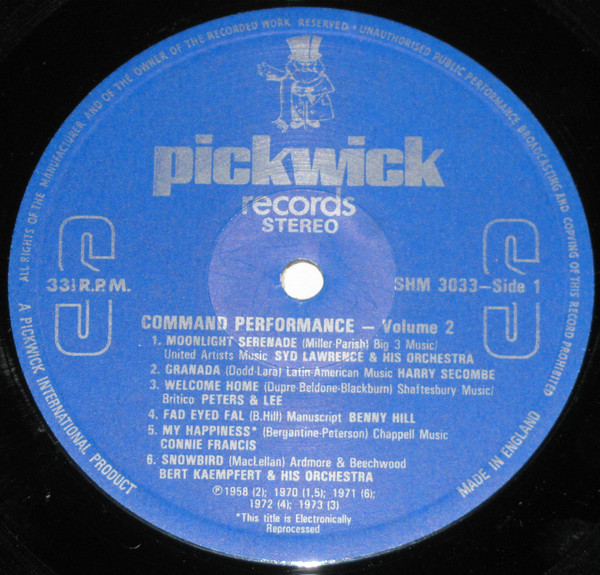 ALL RIGHTS OF THE MANUFACTURER AND OF THE OWNER OF THE RECORDED WORK RESERVED · UNAUTHORISED PUBLIC PERFORMANCE BROADCASTING AND COPYING OF THIS RECORD PROHIBITED
pickwick
records
STEREO
33⅓ R.P.M.
SHM 3033–Side 1
COMMAND PERFORMANCE – Volume 2
1. MOONLIGHT SERENADE (Miller-Parish) Big 3 Music/
United Artists Music SYD LAWRENCE & HIS ORCHESTRA
2. GRANADA (Dodd-Lara) Latin-American Music HARRY SECOMBE
3. WELCOME HOME (Dupre-Beldone-Blackburn) Shaftesbury Music/
Britico PETERS & LEE
4. FAD EYED FAL (B.Hill) Manuscript BENNY HILL
5. MY HAPPINESS* (Bergantine-Peterson) Chappell Music
CONNIE FRANCIS
6. SNOWBIRD (MacLellan) Ardmore & Beechwood
BERT KAEMPFERT & HIS ORCHESTRA
℗ 1958 (2); 1970 (1,5); 1971 (6);
1972 (4); 1973 (3)
*This title is Electronically
Reprocessed
A PICKWICK INTERNATIONAL PRODUCT
MADE IN ENGLAND